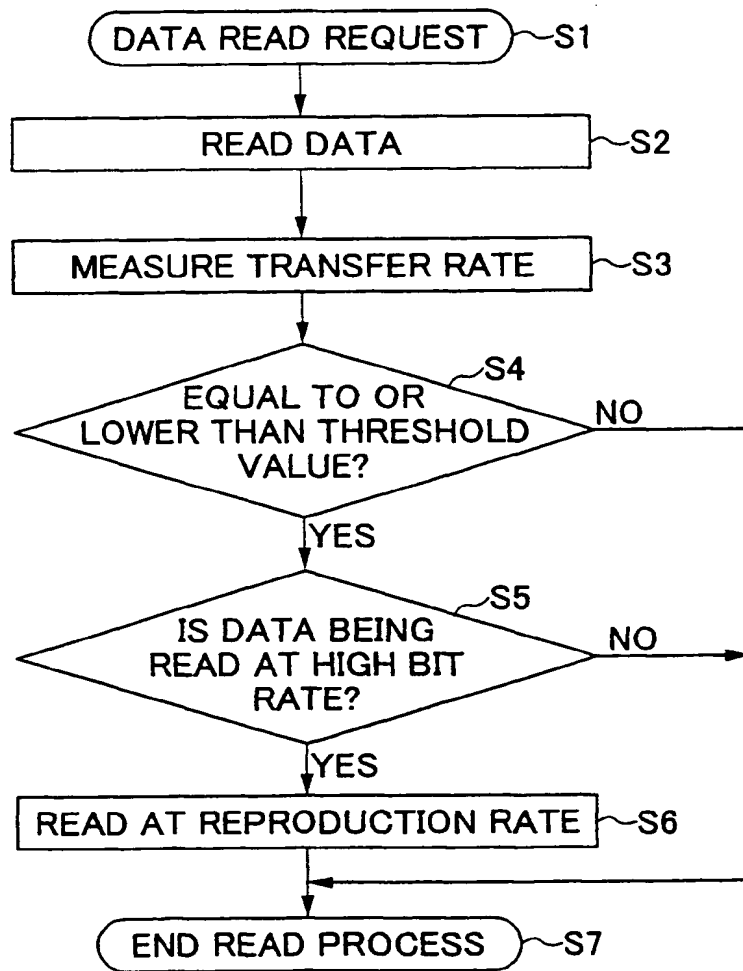 DATA READ REQUEST S1
READ DATA S2
MEASURE TRANSFER RATE S3
S4
EQUAL TO OR
LOWER THAN THRESHOLD
VALUE?
NO
YES
S5
IS DATA BEING
READ AT HIGH BIT
RATE?
NO
YES
READ AT REPRODUCTION RATE S6
END READ PROCESS S7